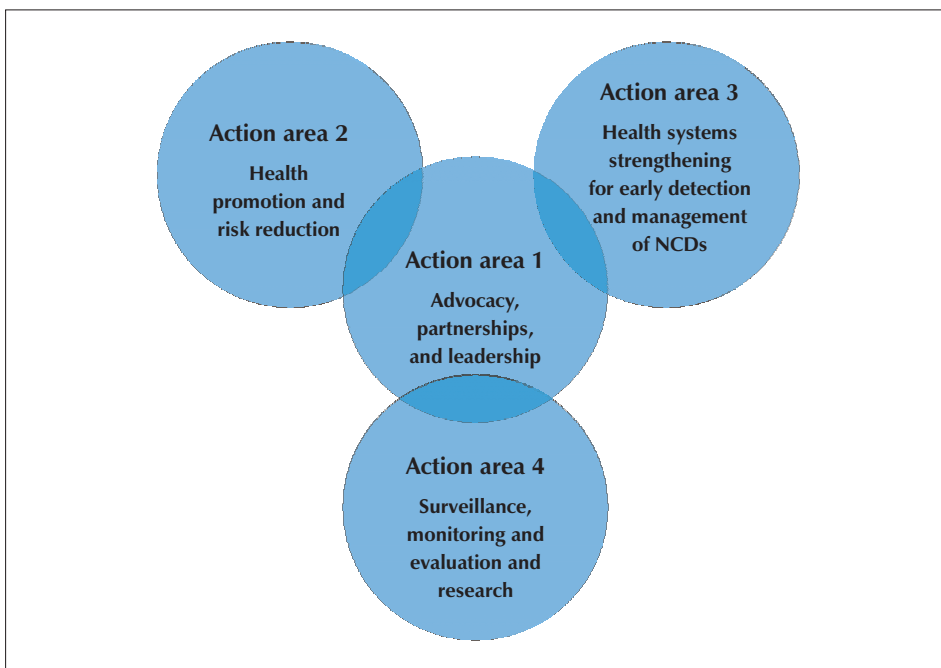 Action area 2
Health
promotion and
risk reduction
Action area 3
Health systems
strengthening
for early detection
and management
of NCDs
Action area 1
Advocacy,
partnerships,
and leadership
Action area 4
Surveillance,
monitoring and
evaluation and
research